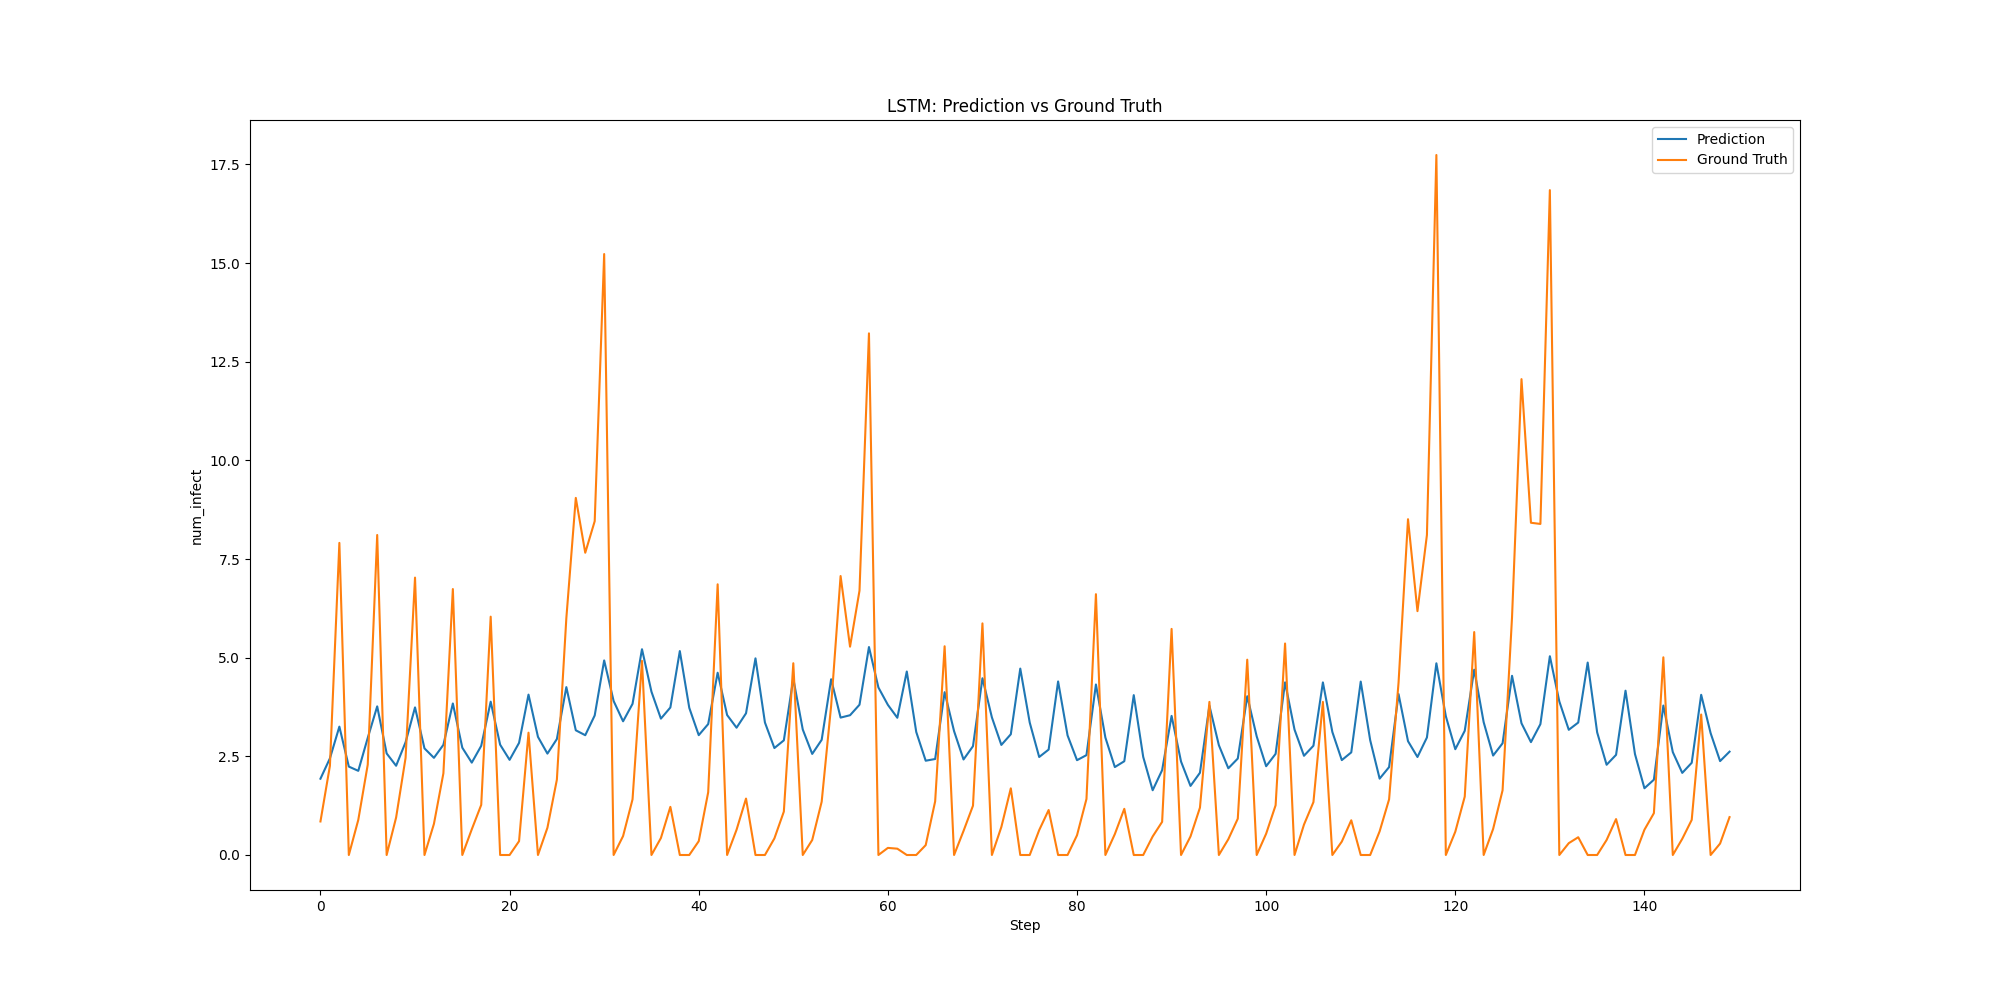 LSTM: Prediction vs Ground Truth
Prediction
Ground Truth
17.5
15.0
12.5
10.0
7.5
5.0
2.5
0.0
num_infect
0 20 40 60 80 100 120 140
Step